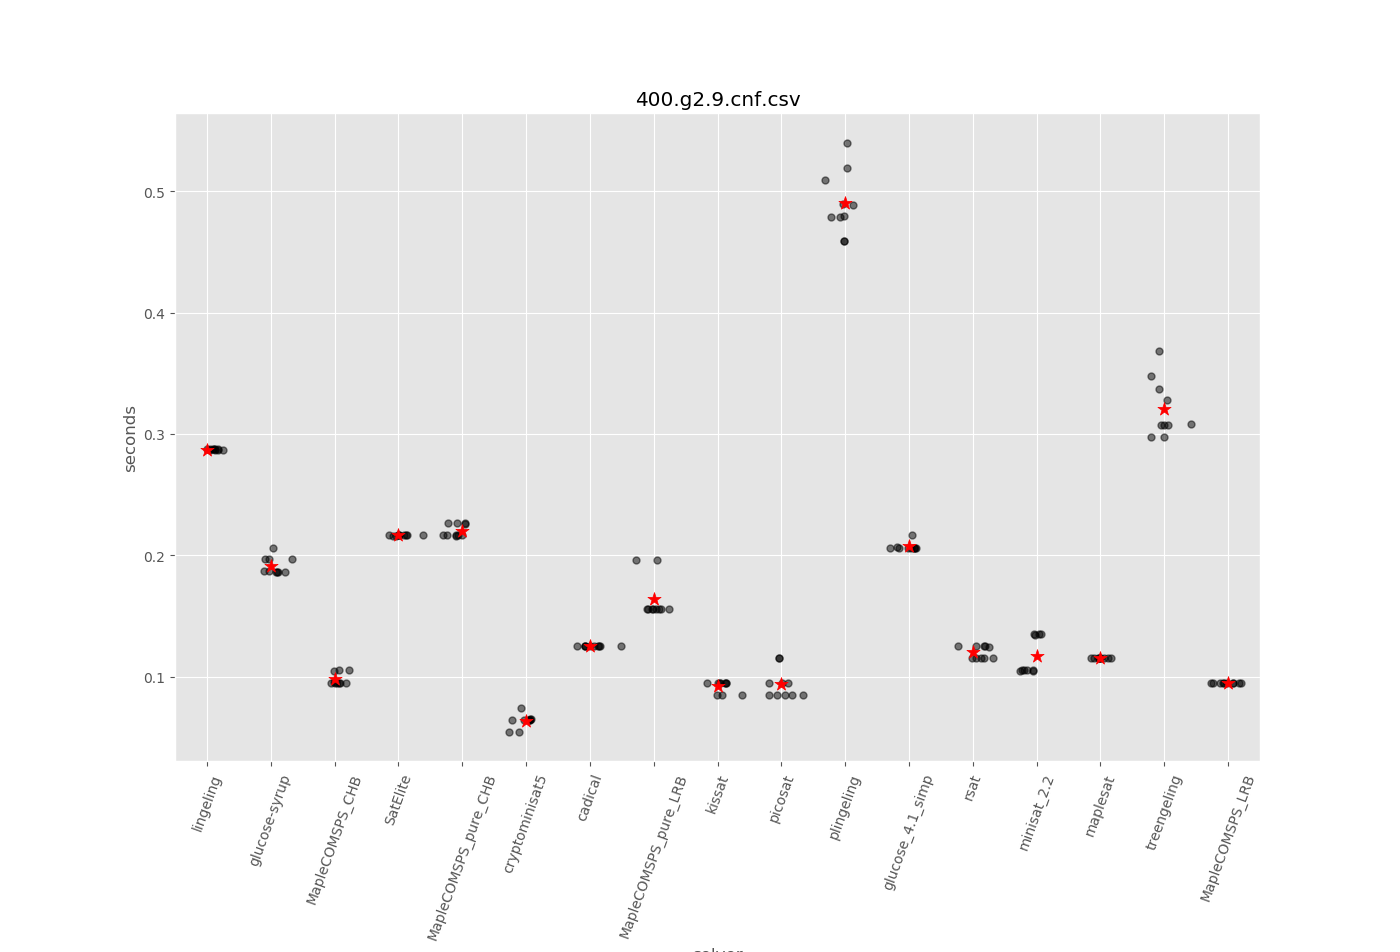 400.g2.9.cnf.csv
0.5
0.4
0.3
0.2
0.1
seconds
lingeling
glucose-syrup
MapleCOMSPS_CHB
SatElite
MapleCOMSPS_pure_CHB
cryptominisat5
cadical
MapleCOMSPS_pure_LRB
kissat
picosat
plingeling
glucose_4.1_simp
rsat
minisat_2.2
maplesat
treengeling
MapleCOMSPS_LRB